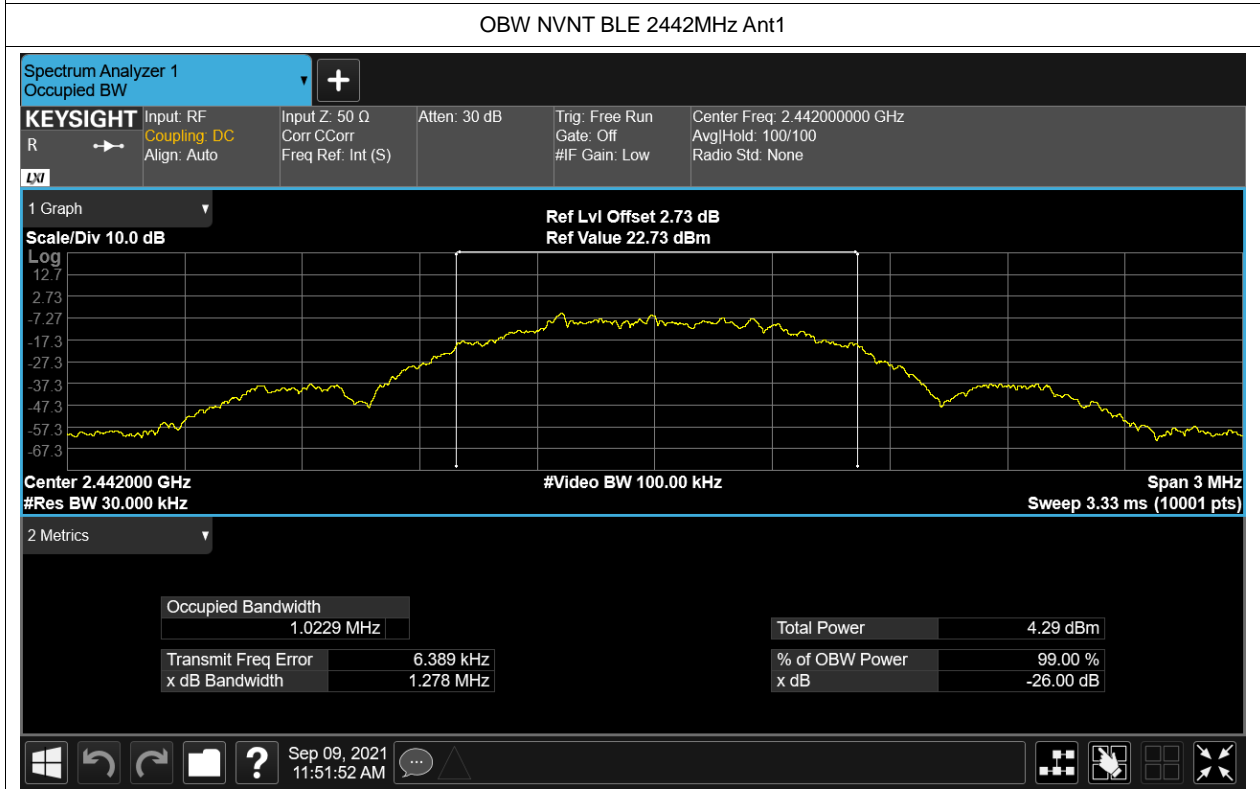 OBW NVNT BLE 2442MHz Ant1
Spectrum Analyzer 1
Occupied BW
KEYSIGHT
R
LXI
Input: RF
Coupling: DC
Align: Auto
Input Z: 50 Ω
Corr CCorr
Freq Ref: Int (S)
Atten: 30 dB
Trig: Free Run
Gate: Off
#IF Gain: Low
Center Freq: 2.442000000 GHz
Avg|Hold: 100/100
Radio Std: None
1 Graph
Scale/Div 10.0 dB
Ref Lvl Offset 2.73 dB
Ref Value 22.73 dBm
Log
12.7
2.73
-7.27
-17.3
-27.3
-37.3
-47.3
-57.3
-67.3
Center 2.442000 GHz
#Res BW 30.000 kHz
#Video BW 100.00 kHz
Span 3 MHz
Sweep 3.33 ms (10001 pts)
2 Metrics
Occupied Bandwidth
1.0229 MHz
Transmit Freq Error 6.389 kHz
x dB Bandwidth 1.278 MHz
Total Power 4.29 dBm
% of OBW Power 99.00 %
x dB -26.00 dB
?
Sep 09, 2021
11:51:52 AM